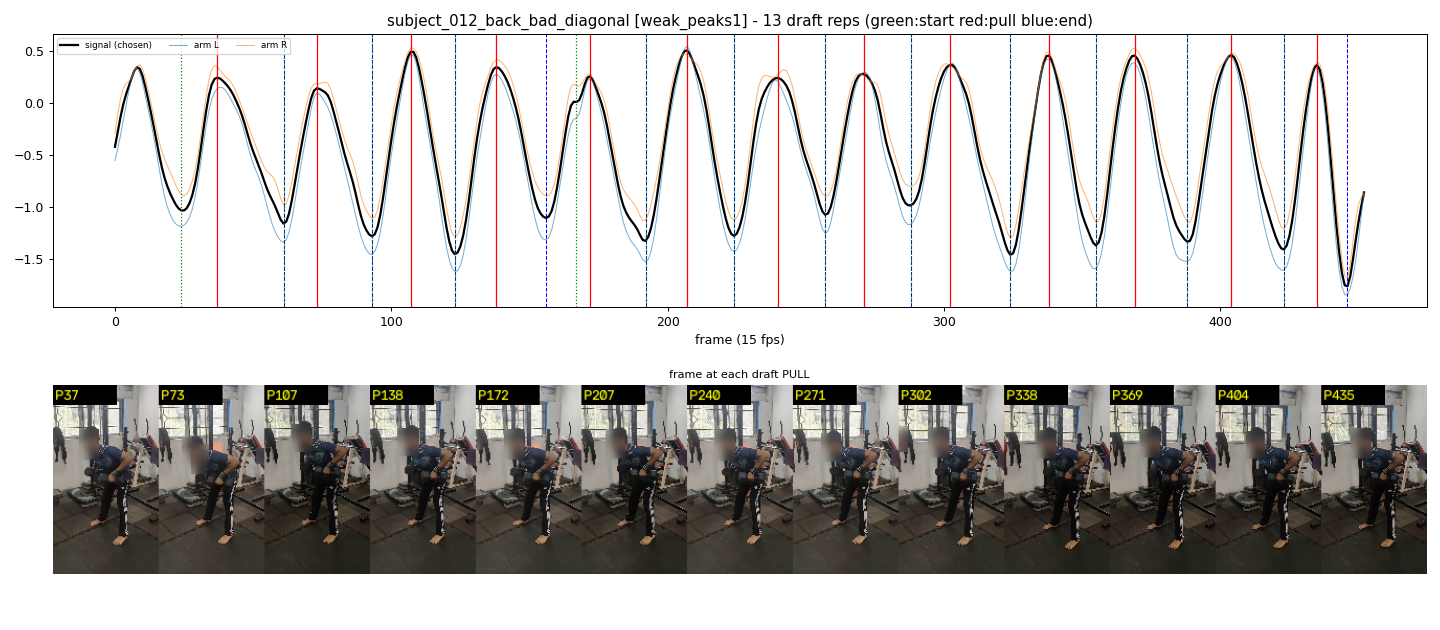 subject_012_back_bad_diagonal [weak_peaks1] - 13 draft reps (green:start red:pull blue:end)
signal (chosen) arm L arm R
0.5
0.0
−0.5
−1.0
−1.5
0 100 200 300 400
frame (15 fps)
frame at each draft PULL
P37 P73 P107 P138 P172 P207 P240 P271 P302 P338 P369 P404 P435